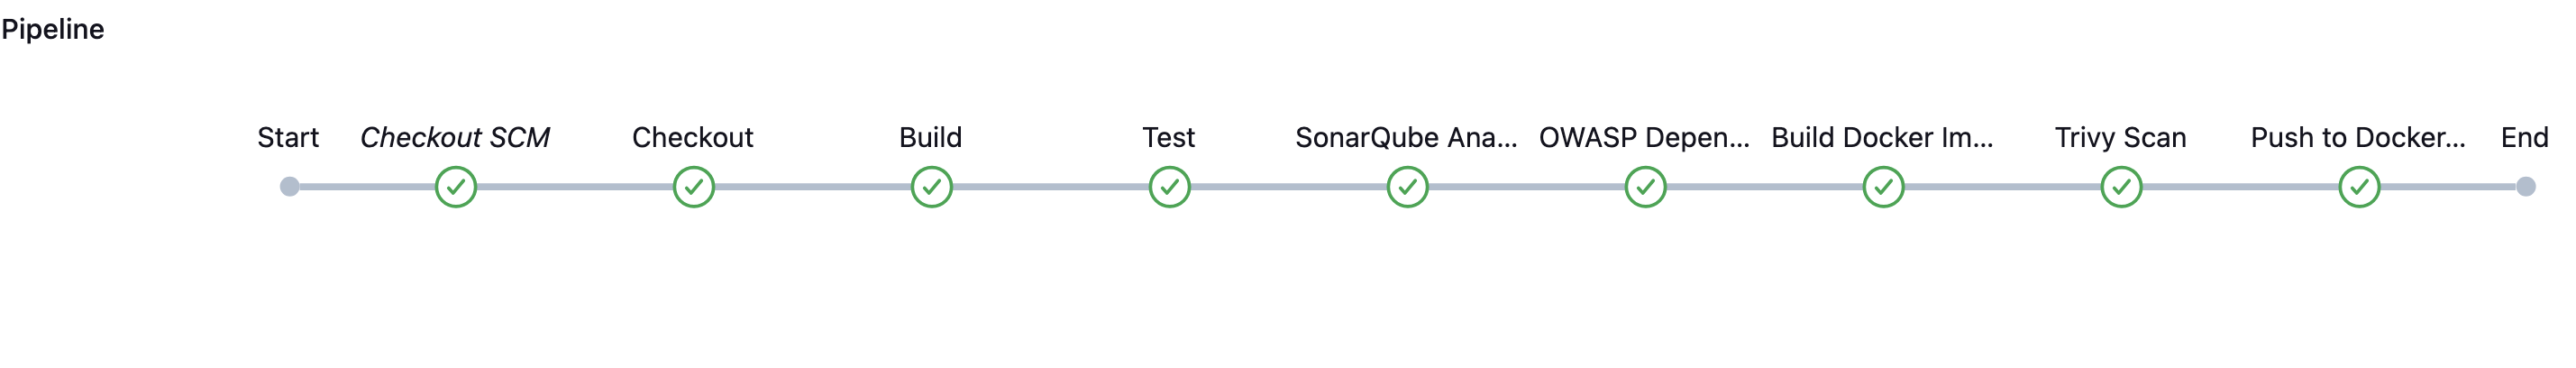 Pipeline
Start Checkout SCM Checkout Build Test SonarQube Ana... OWASP Depen... Build Docker Im... Trivy Scan Push to Docker... End